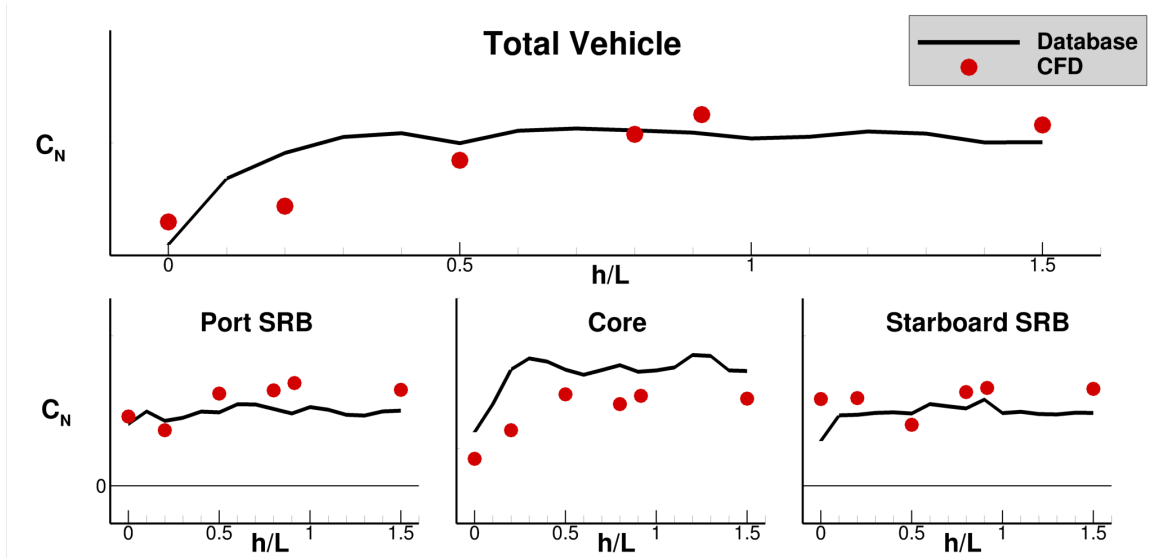 Total Vehicle
Database
CFD
C_N
0 0.5 1 1.5
h/L
Port SRB
Core
Starboard SRB
C_N
0
0 0.5 1 1.5
h/L
0 0.5 1 1.5
h/L
0 0.5 1 1.5
h/L